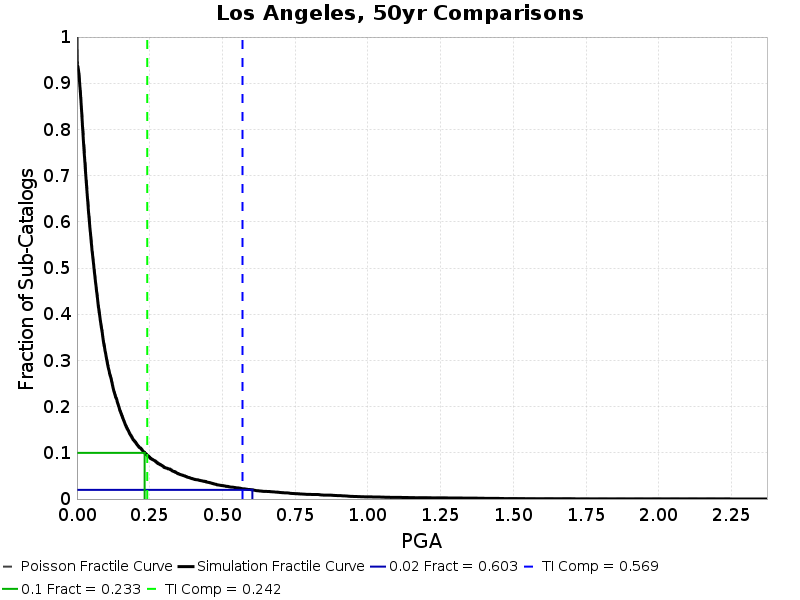 Los Angeles, 50yr Comparisons
Fraction of Sub-Catalogs
1
0.9
0.8
0.7
0.6
0.5
0.4
0.3
0.2
0.1
0
0.00 0.25 0.50 0.75 1.00 1.25 1.50 1.75 2.00 2.25
PGA
Poisson Fractile Curve Simulation Fractile Curve 0.02 Fract = 0.603 TI Comp = 0.569
0.1 Fract = 0.233 TI Comp = 0.242